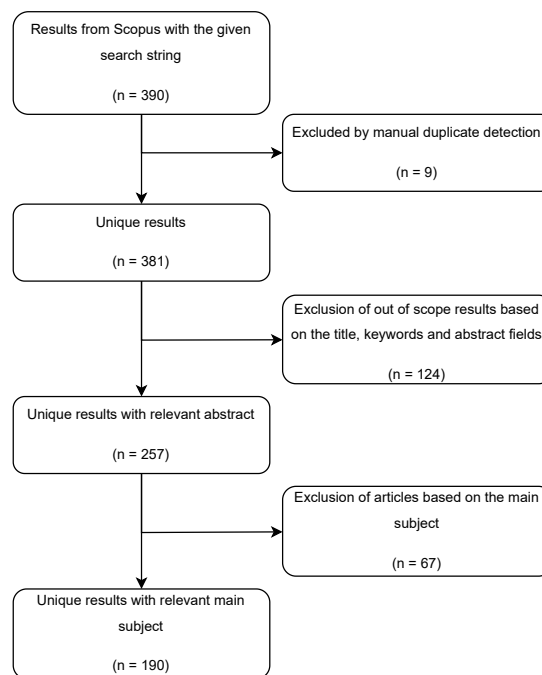 Results from Scopus with the given
search string
(n = 390)
Excluded by manual duplicate detection
(n = 9)
Unique results
(n = 381)
Exclusion of out of scope results based
on the title, keywords and abstract fields
(n = 124)
Unique results with relevant abstract
(n = 257)
Exclusion of articles based on the main
subject
(n = 67)
Unique results with relevant main
subject
(n = 190)